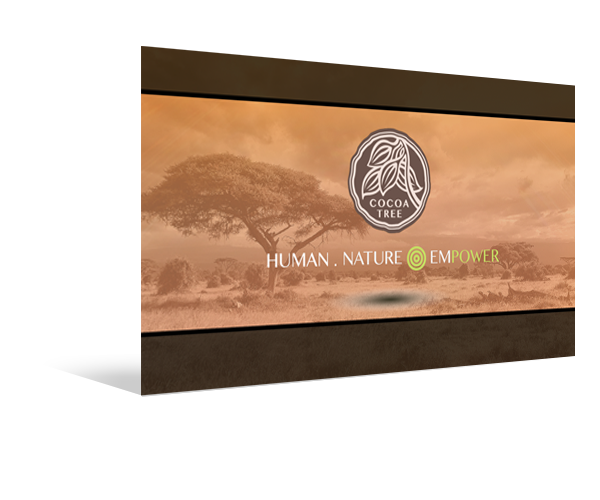 COCOA
TREE
HUMAN . NATURE EMPOWER